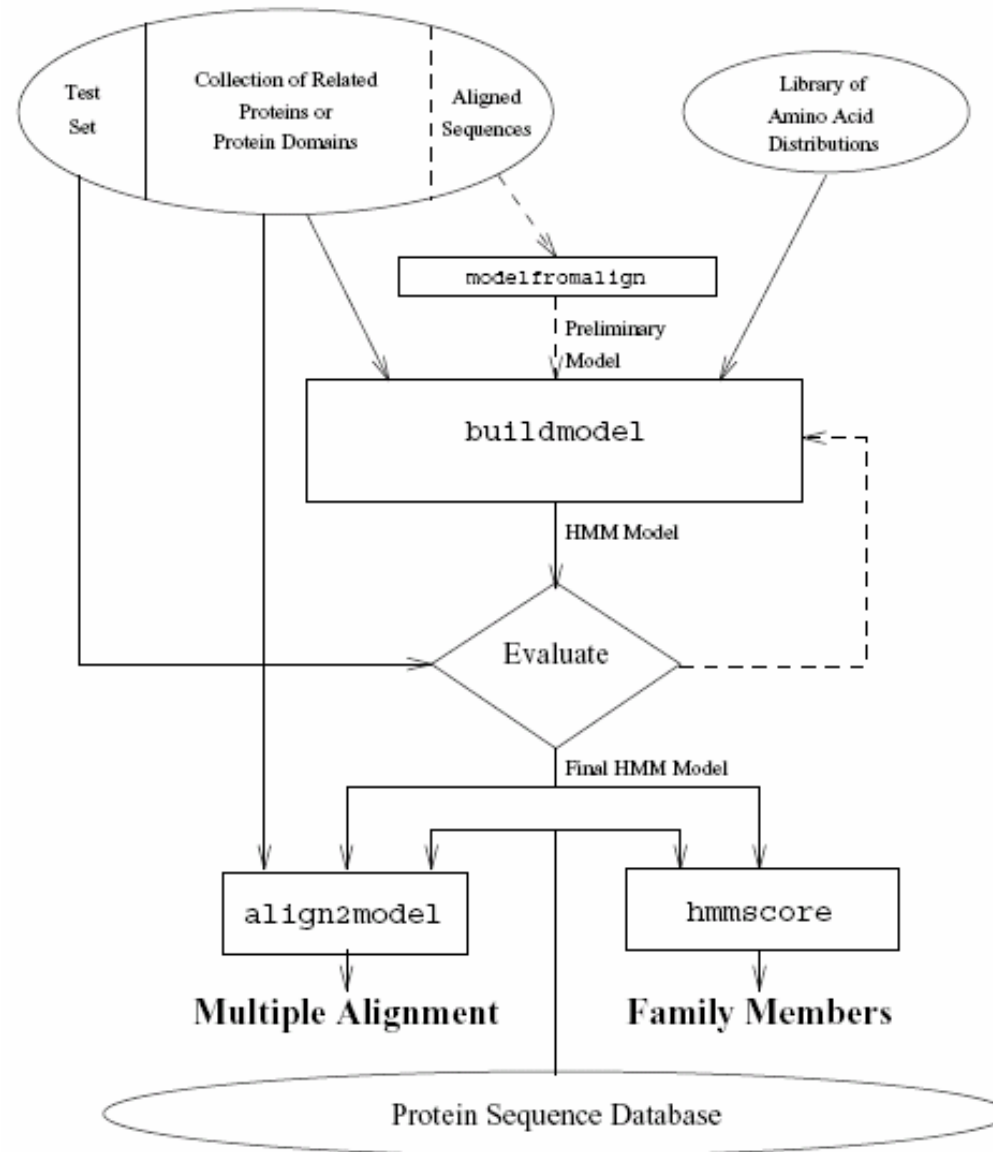 Test
Set
Collection of Related
Proteins or
Protein Domains
Aligned
Sequences
Library of
Amino Acid
Distributions
modelfromalign
Preliminary
Model
buildmodel
HMM Model
Evaluate
Final HMM Model
align2model
hmmscore
Multiple Alignment
Family Members
Protein Sequence Database